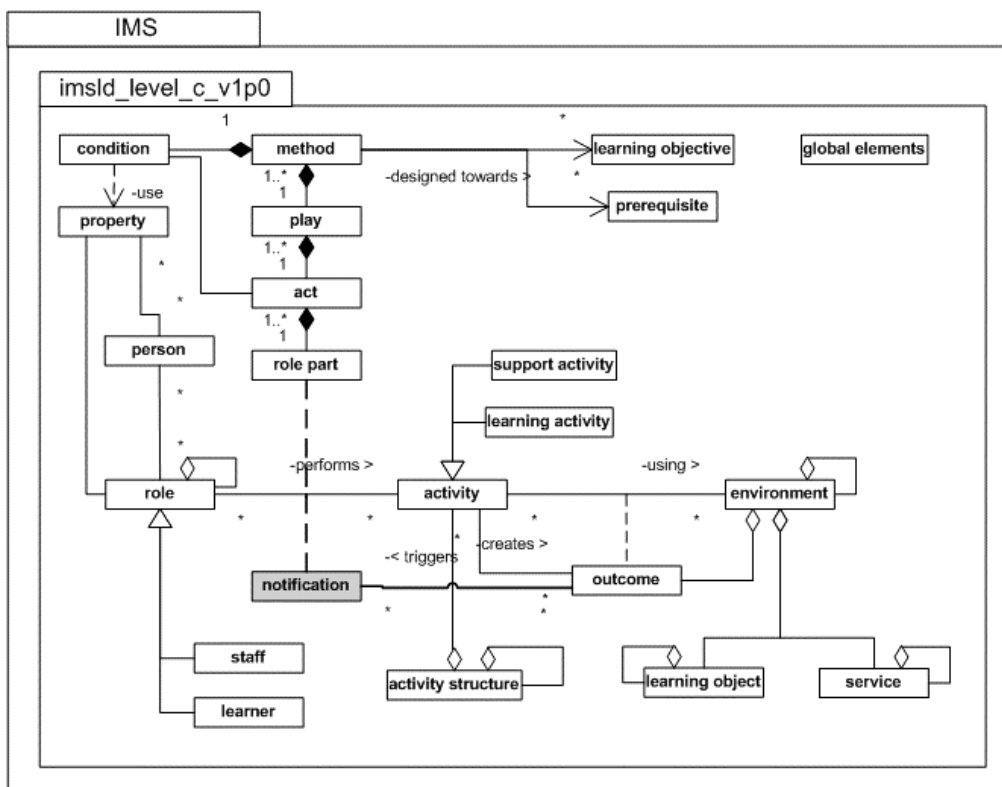 IMS
imsld_level_c_v1p0
1
*
condition
method
learning objective
global elements
1..*
-designed towards >
*
-use
1
prerequisite
property
play
1..*
*
1
act
*
1..*
person
1
role part
support activity
*
learning activity
*
-performs >
-using >
role
activity
environment
*
*
*
*
*
-creates >
-< triggers
notification
outcome
*
*
*
staff
activity structure
learning object
service
learner